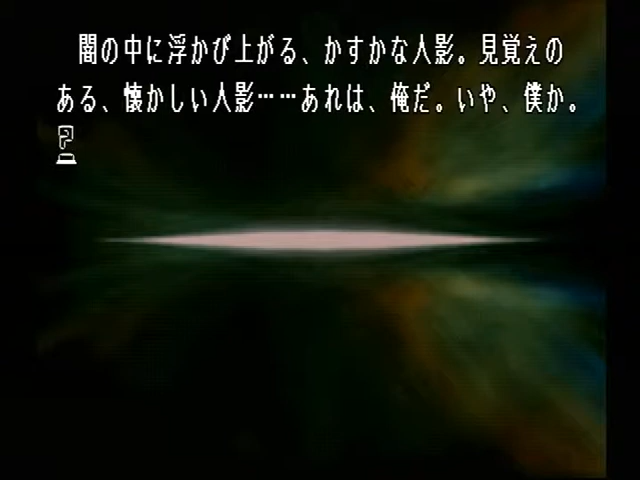 闇の中に浮かび上がる、かすかな人影。見覚えの
ある、懐かしい人影……あれは、俺だ。いや、僕か。